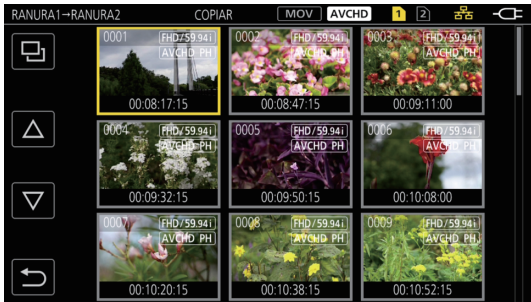 RANURA1→RANURA2 COPIAR MOV AVCHD 1 2
0001 FHD/59.94i AVCHD PH
00:08:17:15
0002 FHD/59.94i AVCHD PH
00:08:47:15
0003 FHD/59.94i AVCHD PH
00:09:11:00
0004 FHD/59.94i AVCHD PH
00:09:32:15
0005 FHD/59.94i AVCHD PH
00:09:50:15
0006 FHD/59.94i AVCHD PH
00:10:08:00
0007 FHD/59.94i AVCHD PH
00:10:20:15
0008 FHD/59.94i AVCHD PH
00:10:38:15
0009 FHD/59.94i AVCHD PH
00:10:52:15